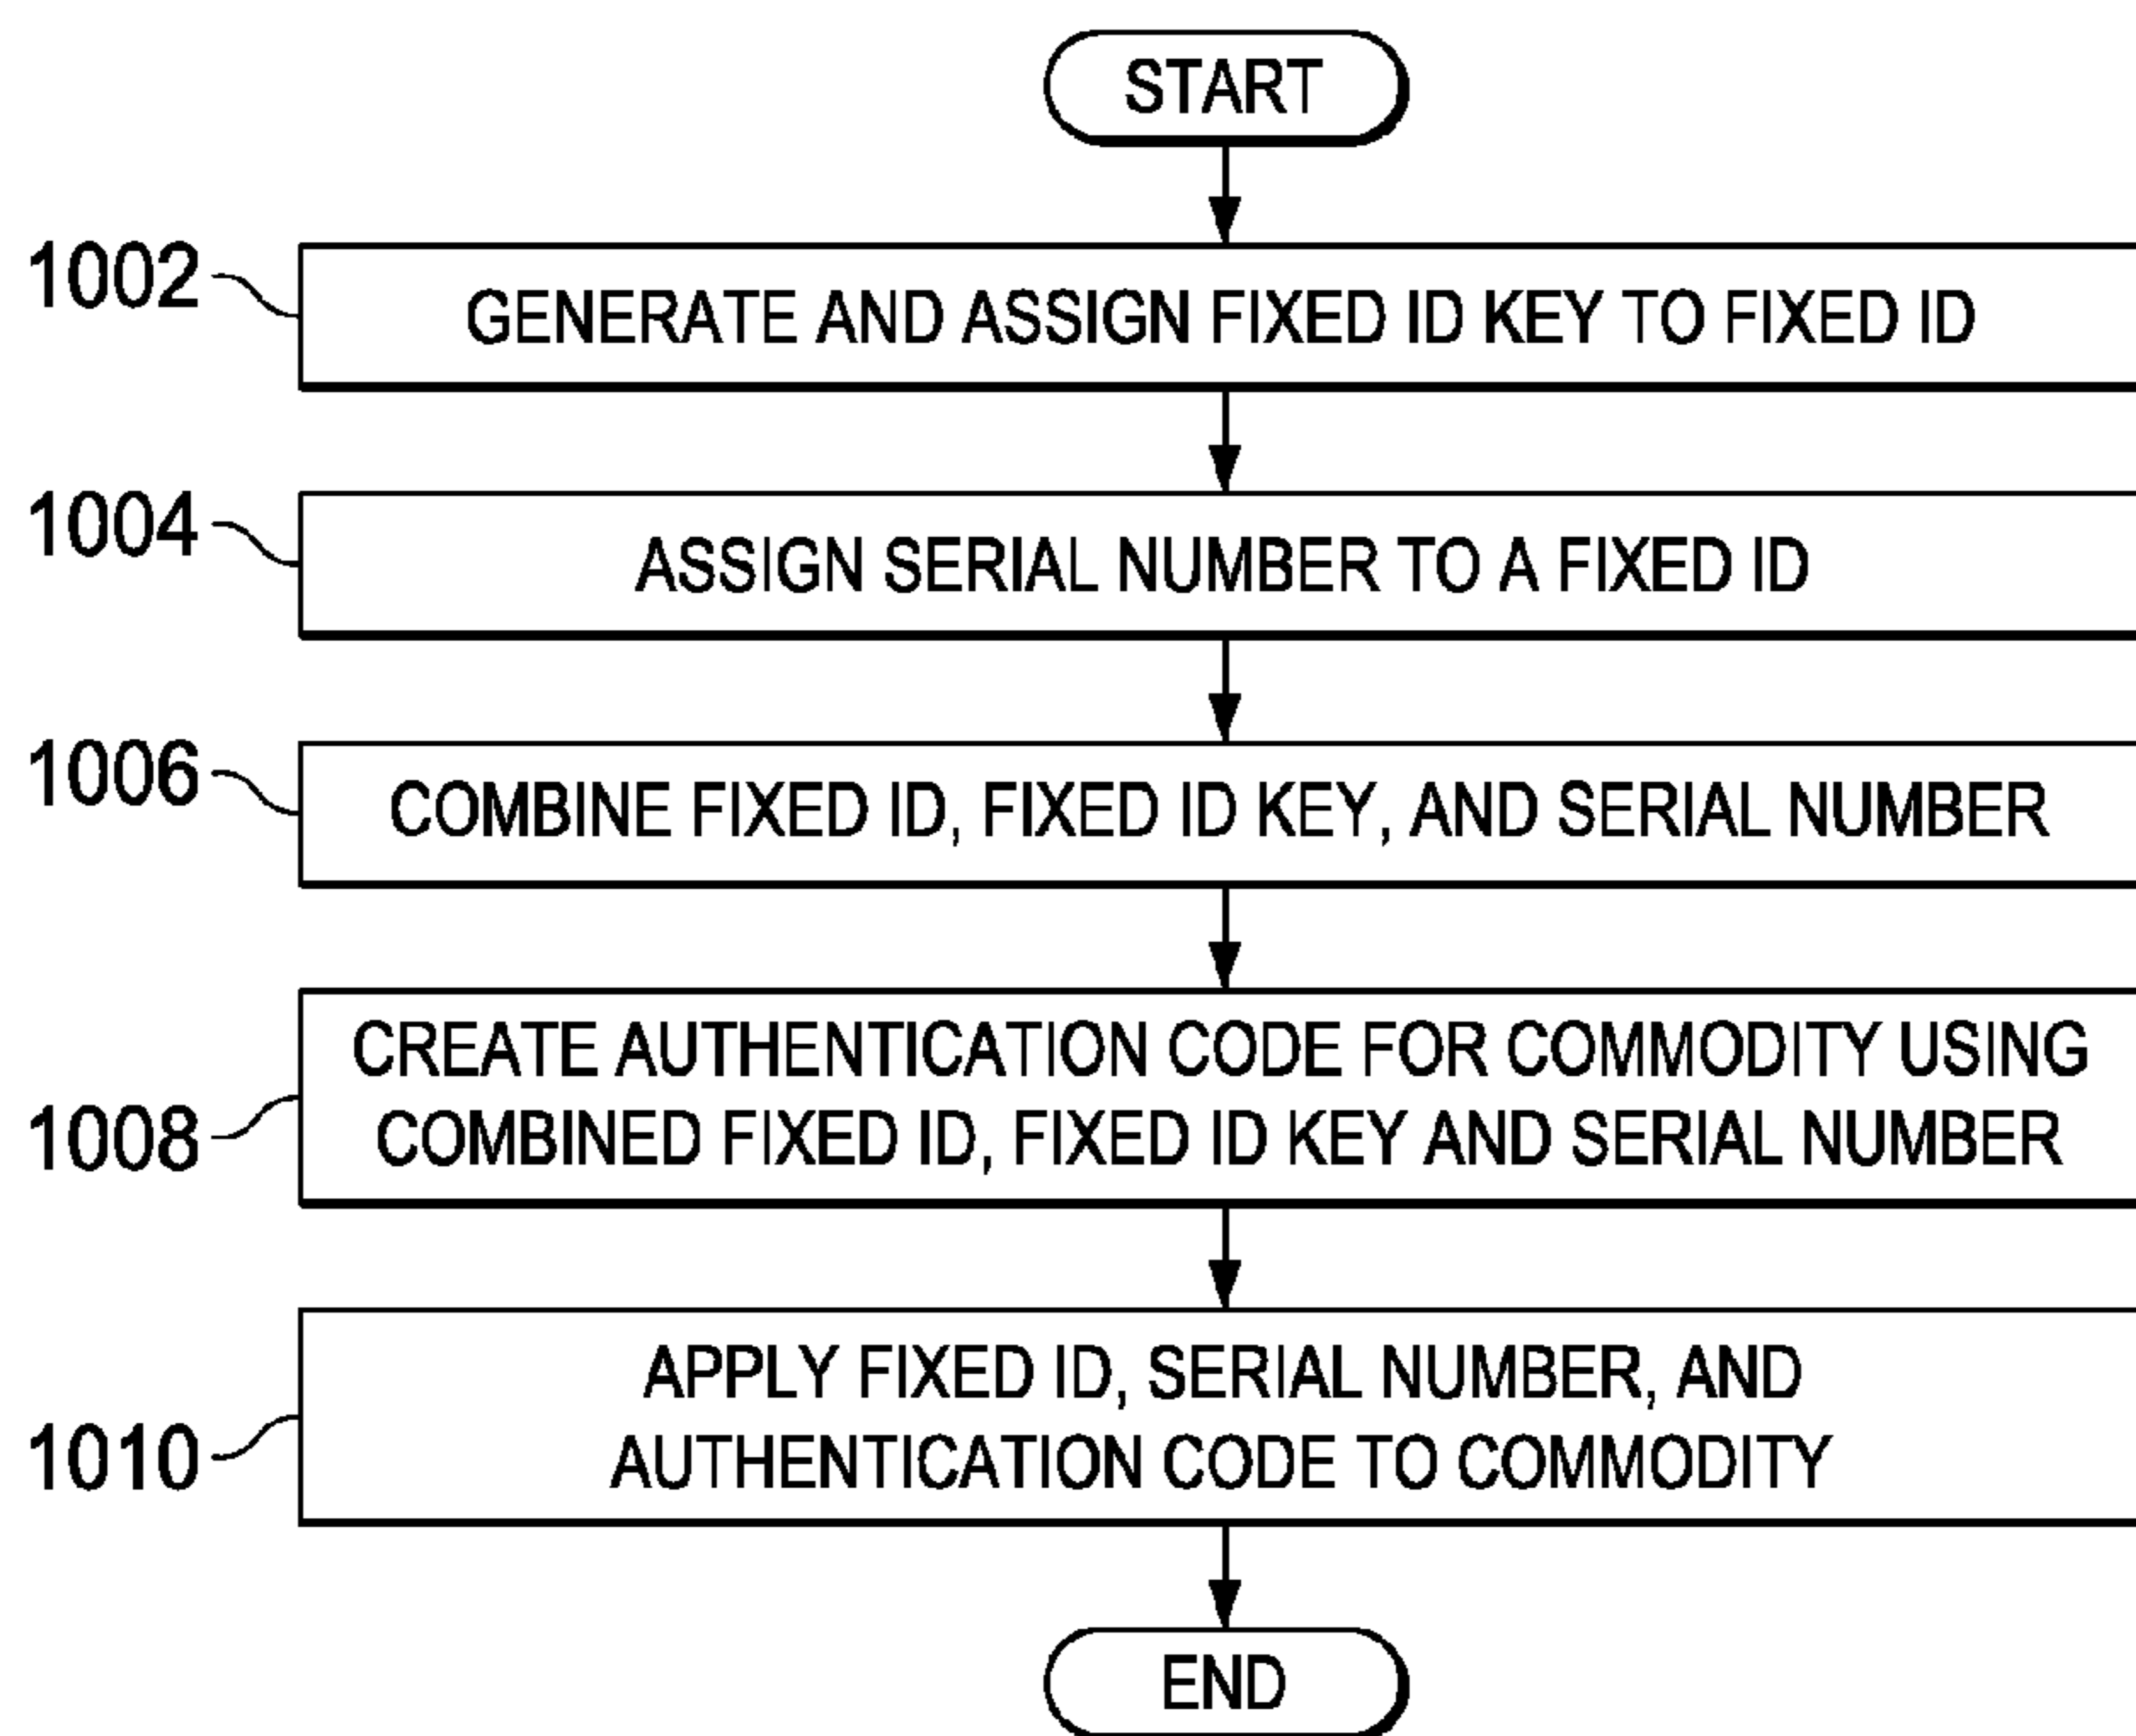 START
1002
GENERATE AND ASSIGN FIXED ID KEY TO FIXED ID
1004
ASSIGN SERIAL NUMBER TO A FIXED ID
1006
COMBINE FIXED ID, FIXED ID KEY, AND SERIAL NUMBER
1008
CREATE AUTHENTICATION CODE FOR COMMODITY USING
COMBINED FIXED ID, FIXED ID KEY AND SERIAL NUMBER
1010
APPLY FIXED ID, SERIAL NUMBER, AND
AUTHENTICATION CODE TO COMMODITY
END